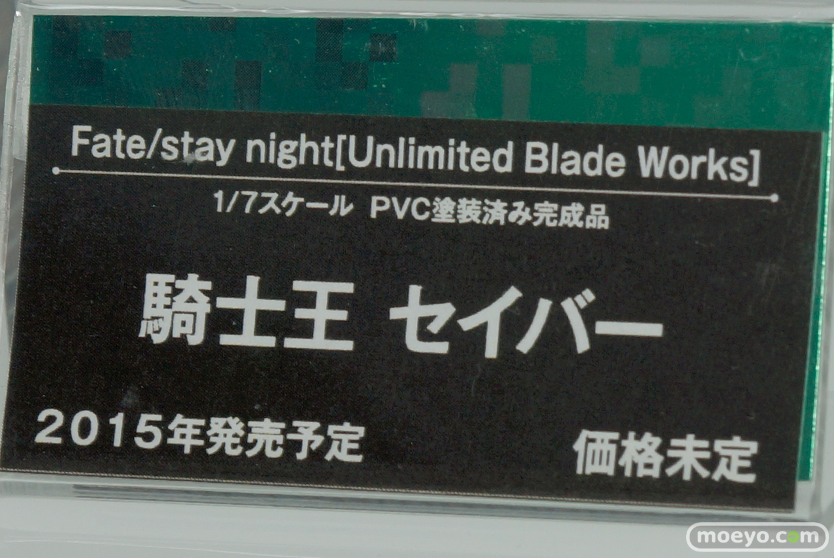 Fate/stay night[Unlimited Blade Works]
1/7スケール PVC塗装済み完成品
騎士王 セイバー
2015年発売予定 価格未定
moeyo.com